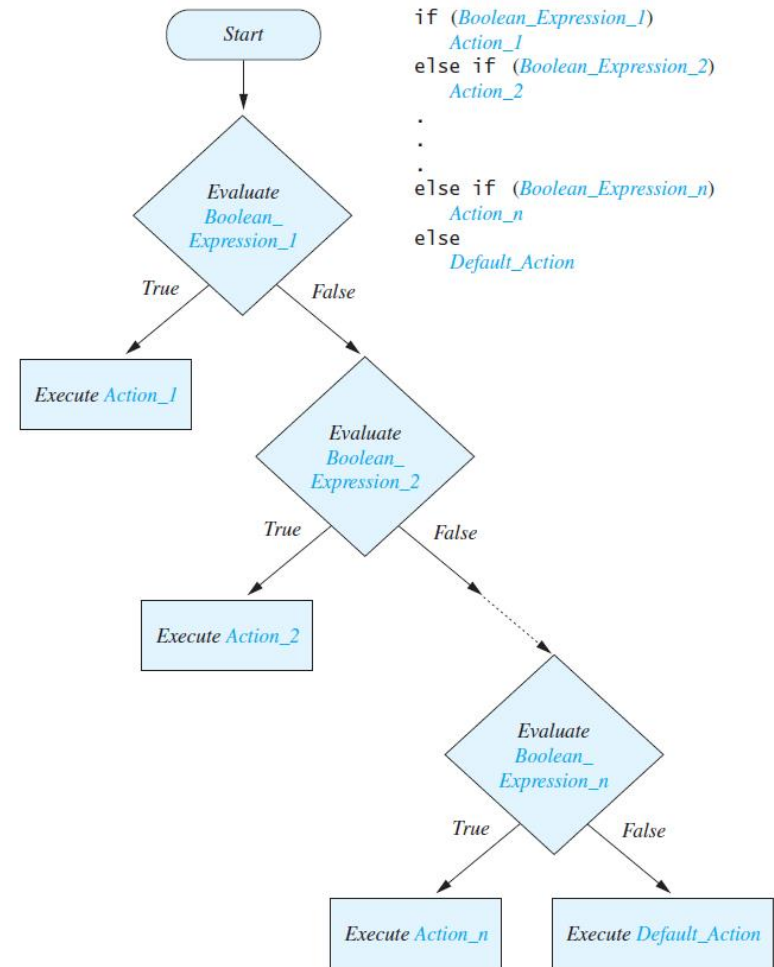 Start
if (Boolean_Expression_1)
Action_1
else if (Boolean_Expression_2)
Action_2
.
.
.
else if (Boolean_Expression_n)
Action_n
else
Default_Action
Evaluate
Boolean_
Expression_1
True
False
Execute Action_1
Evaluate
Boolean_
Expression_2
True
False
Execute Action_2
Evaluate
Boolean_
Expression_n
True
False
Execute Action_n
Execute Default_Action